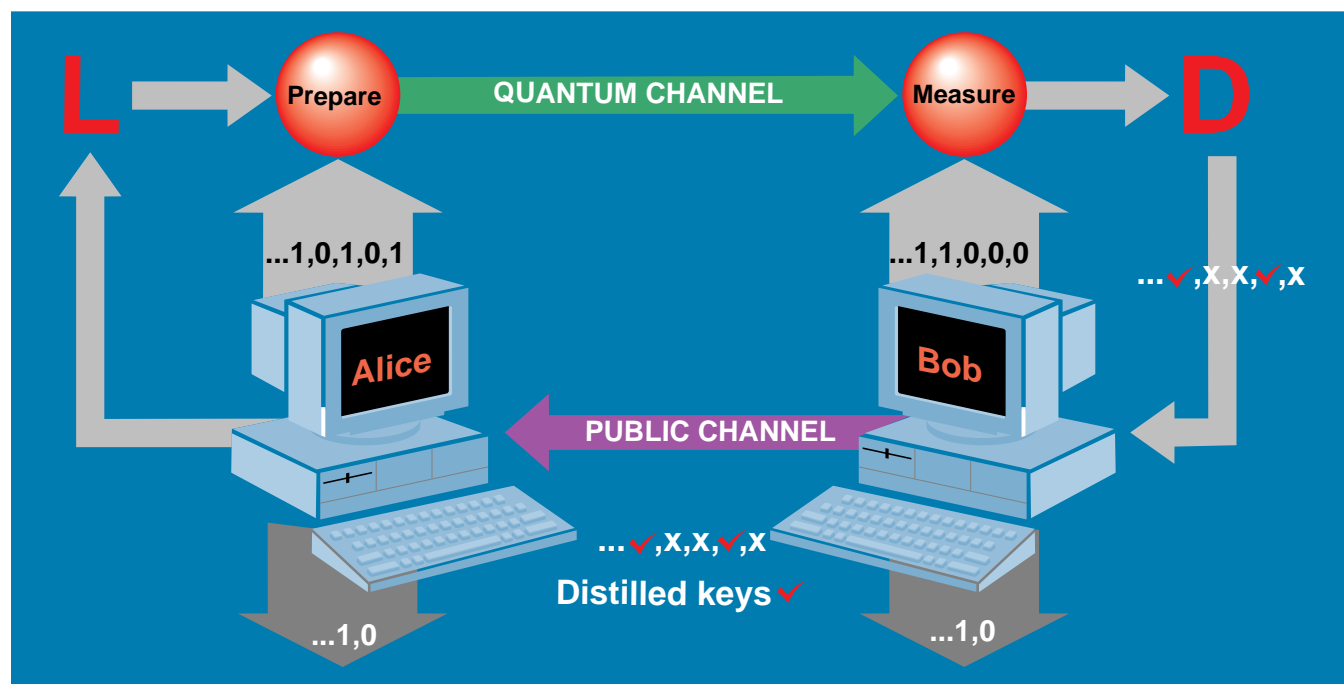 L
Prepare
QUANTUM CHANNEL
Measure
D
...1,0,1,0,1
...1,1,0,0,0
...✓,x,x,✓,x
Alice
Bob
PUBLIC CHANNEL
...✓,x,x,✓,x
Distilled keys ✓
...1,0
...1,0